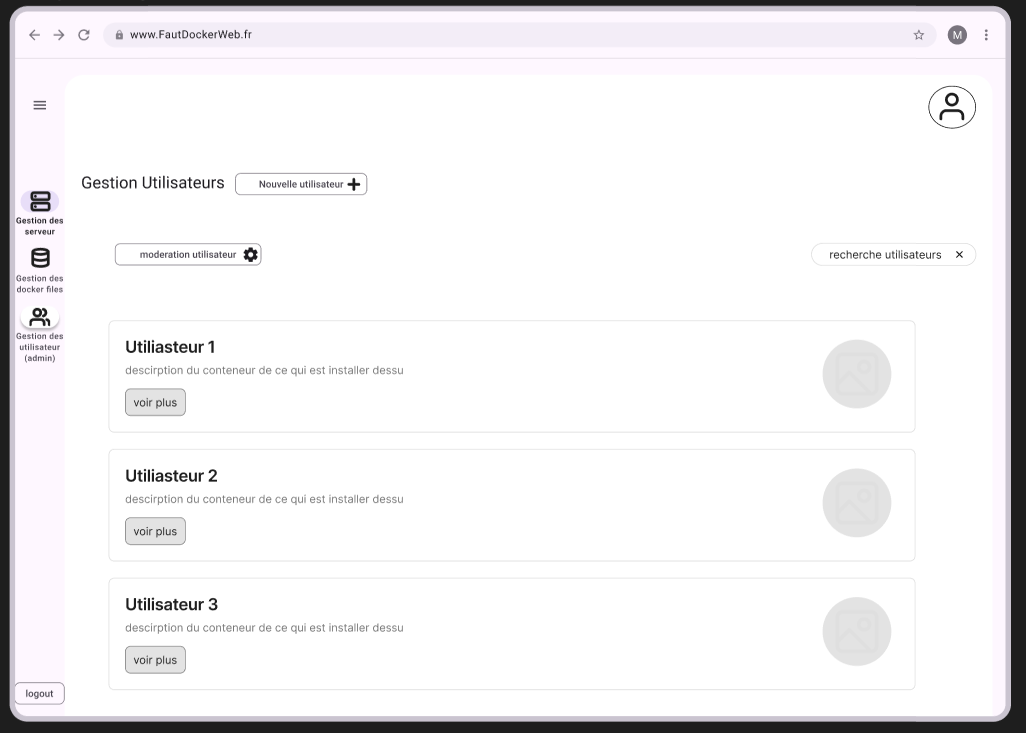 www.FautDockerWeb.fr
M
Gestion Utilisateurs
Nouvelle utilisateur
Gestion des
serveur
moderation utilisateur
recherche utilisateurs
Gestion des
docker files
Gestion des
utilisateur
(admin)
Utiliasteur 1
descirption du conteneur de ce qui est installer dessu
voir plus
Utiliasteur 2
descirption du conteneur de ce qui est installer dessu
voir plus
Utilisateur 3
descirption du conteneur de ce qui est installer dessu
voir plus
logout